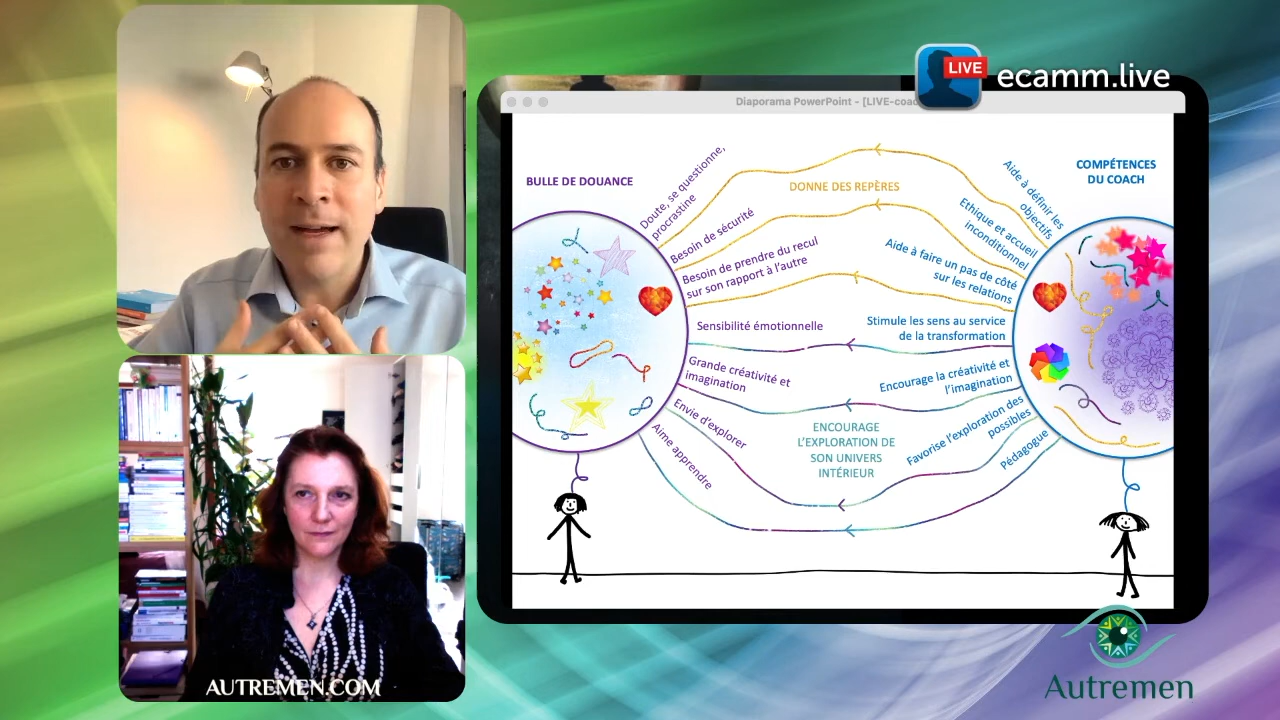 LIVE
ecamm.live
Diaporama PowerPoint - [LIVE-coac
BULLE DE DOUANCE
COMPÉTENCES
DU COACH
DONNE DES REPÈRES
Doute, se questionne,
procrastine
Besoin de sécurité
Besoin de prendre du recul
sur son rapport à l'autre
Sensibilité émotionnelle
Grande créativité et
imagination
Envie d'explorer
Aime apprendre
Aide à définir les
objectifs
Ethique et accueil
inconditionnel
Aide à faire un pas de côté
sur les relations
Stimule les sens au service
de la transformation
Encourage la créativité et
l'imagination
Favorise l'exploration des
possibles
Pédagogue
ENCOURAGE
L'EXPLORATION DE
SON UNIVERS
INTÉRIEUR
AUTREMEN.COM
Autremen